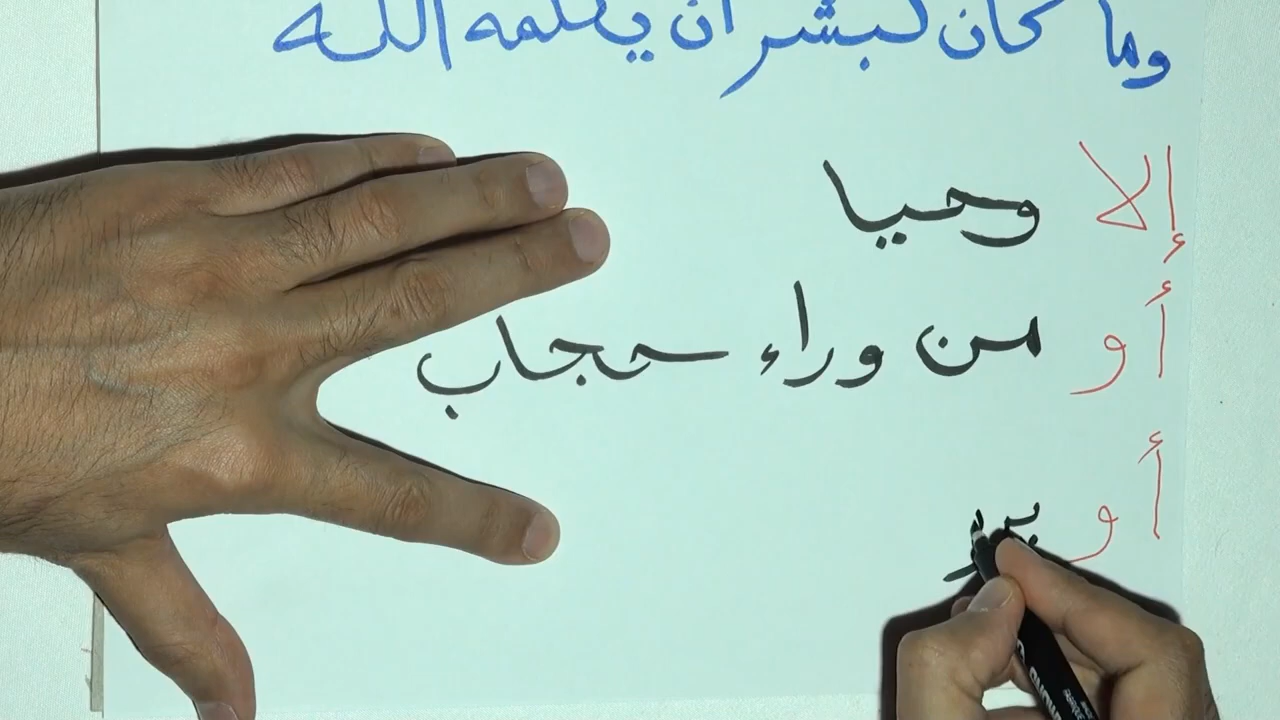 وما كان لبشر أن يكلمه الله
إلا وحيا
أو من وراء حجاب
أو